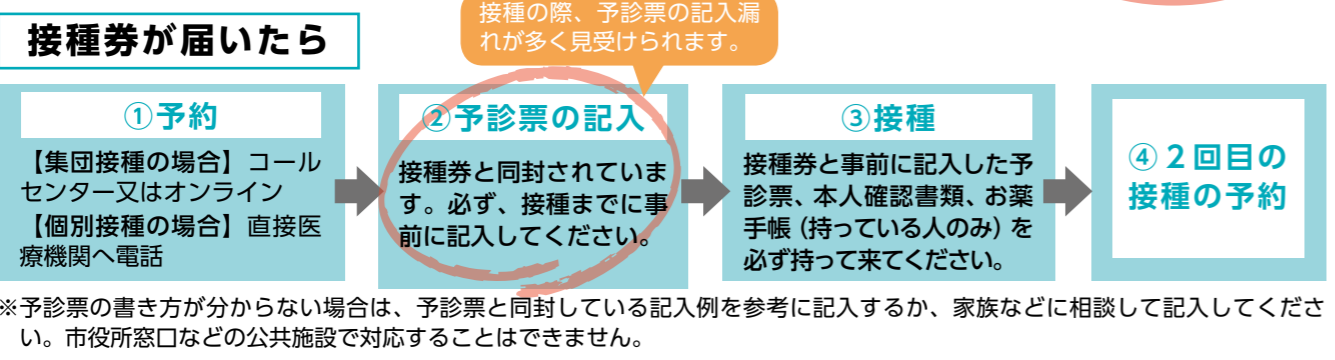 接種の際、予診票の記入漏
れが多く見受けられます。
接種券が届いたら
①予約
【集団接種の場合】コール
センター又はオンライン
【個別接種の場合】直接医
療機関へ電話
②予診票の記入
接種券と同封されていま
す。必ず、接種までに事
前に記入してください。
③接種
接種券と事前に記入した予
診票、本人確認書類、お薬
手帳（持っている人のみ）を
必ず持って来てください。
④２回目の
接種の予約
※予診票の書き方が分からない場合は、予診票と同封している記入例を参考に記入するか、家族などに相談して記入してくださ
い。市役所窓口などの公共施設で対応することはできません。